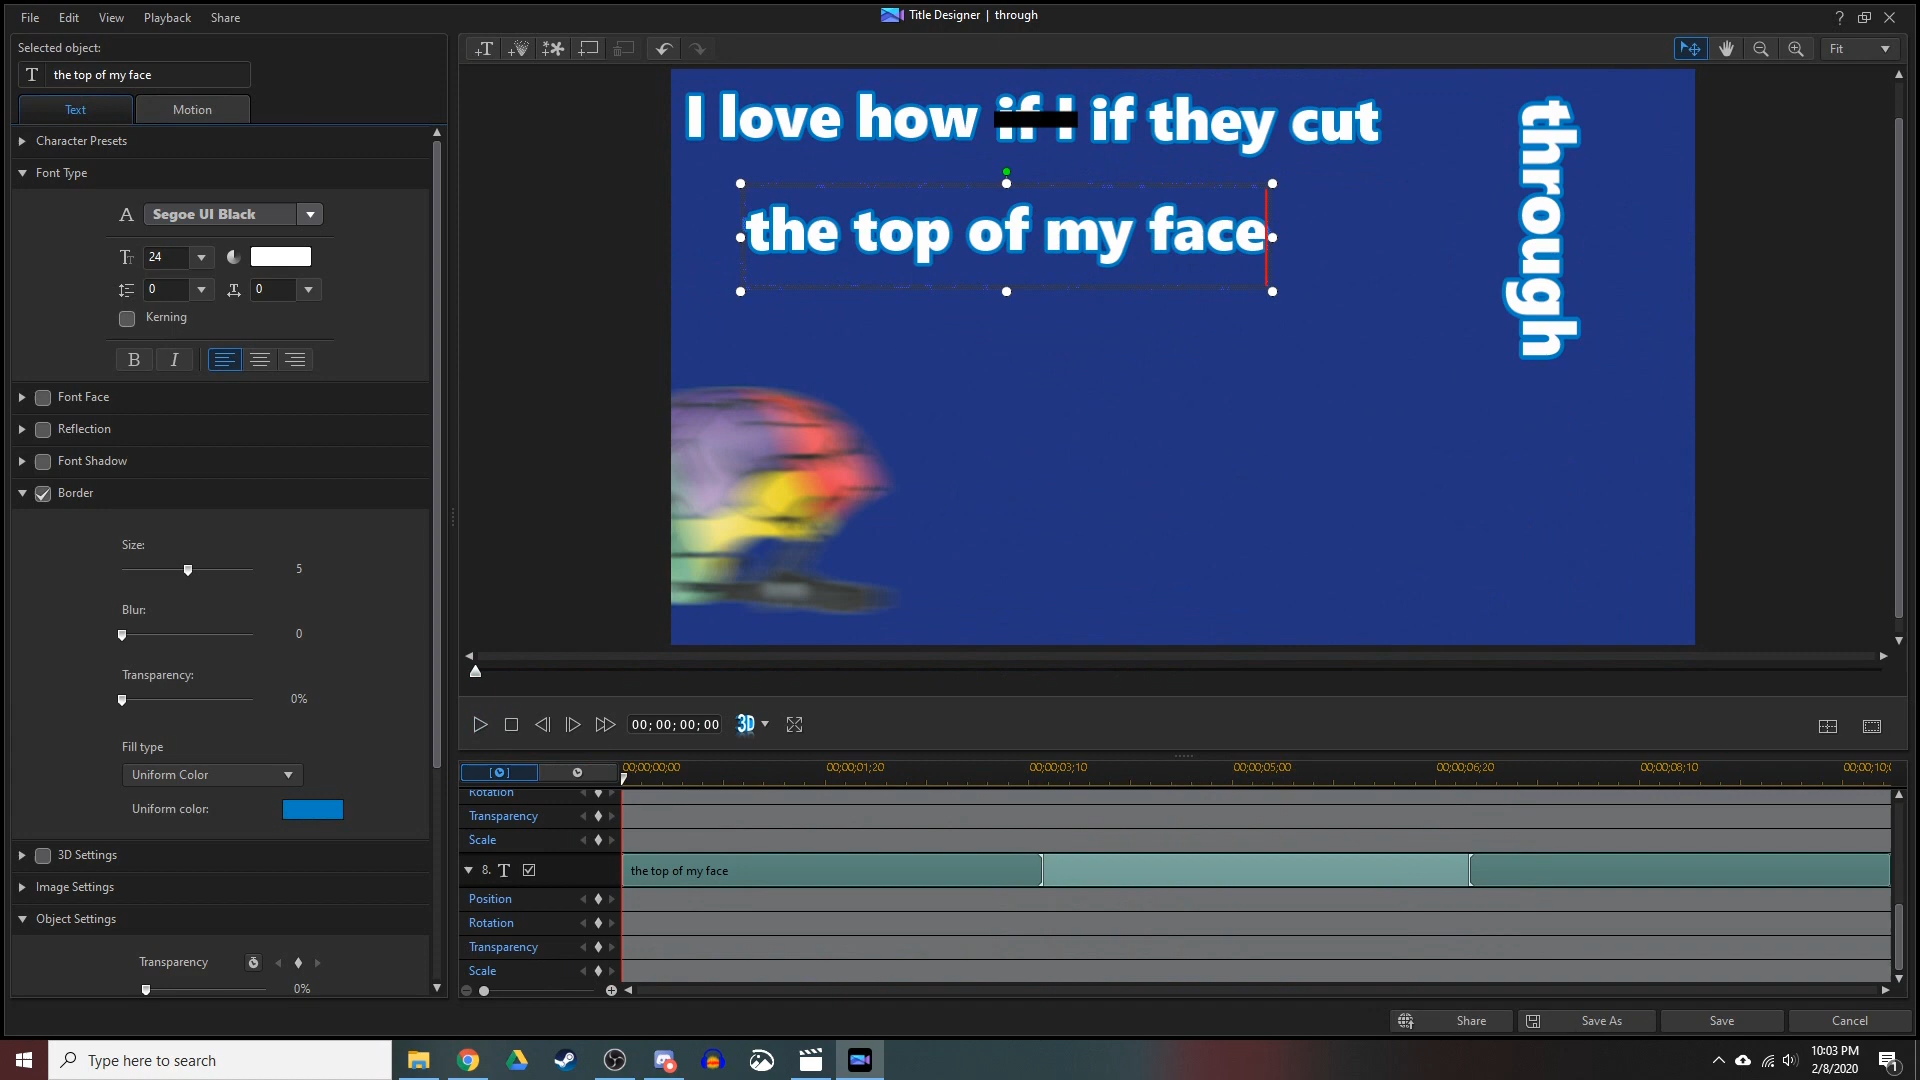 File Edit View Playback Share
Title Designer | through
?
Selected object:
T the top of my face
Text Motion
Character Presets
Font Type
A Segoe UI Black
24
0 0
Kerning
B I
Font Face
Reflection
Font Shadow
Border
Size:
5
Blur:
0
Transparency:
0%
Fill type
Uniform Color
Uniform color:
3D Settings
Image Settings
Object Settings
Transparency
0%
Fit
I love how if I if they cut
through
the top of my face
00;00;00;00 3D
00;00;00;00 00;00;01;20 00;00;03;10 00;00;05;00 00;00;06;20 00;00;08;10 00;00;10;0
Rotation
Transparency
Scale
8. T the top of my face
Position
Rotation
Transparency
Scale
Share Save As Save Cancel
Type here to search
10:03 PM
2/8/2020
1